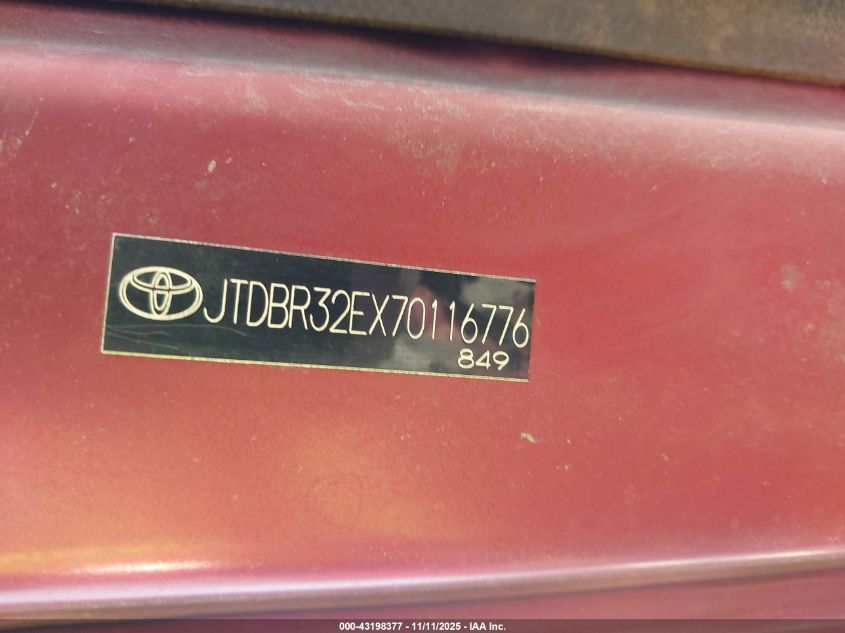 JTDBR32EX70116776
849
000-43198377 - 11/11/2025 - IAA Inc.